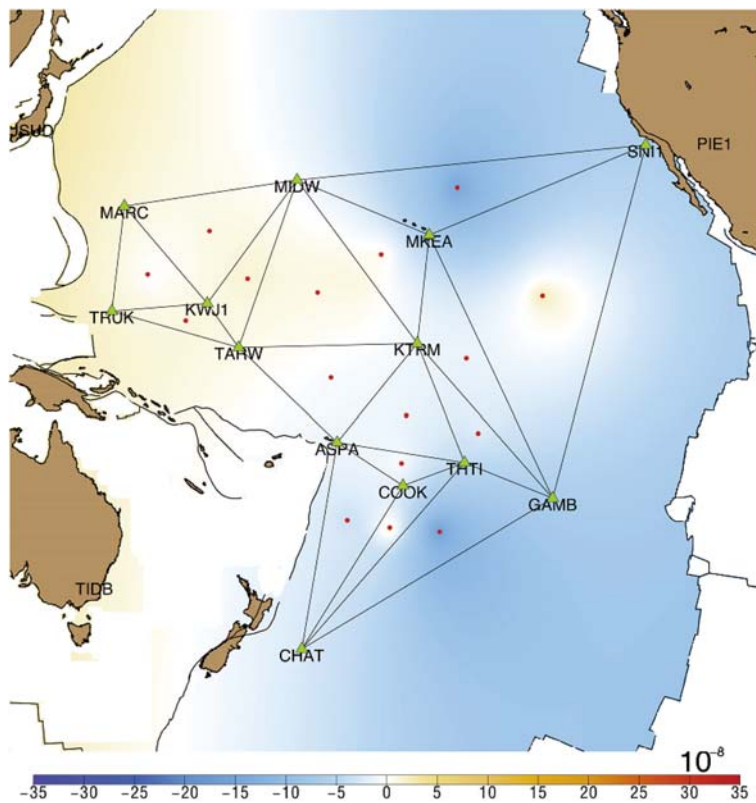 JSUD
PIE1
SNI1
MIDW
MARC
MKEA
KWJ1
TRUK
TARW
KTRM
ASPA
THTI
COOK
GAMB
TIDB
CHAT
10⁻⁸
−35 −30 −25 −20 −15 −10 −5 0 5 10 15 20 25 30 35